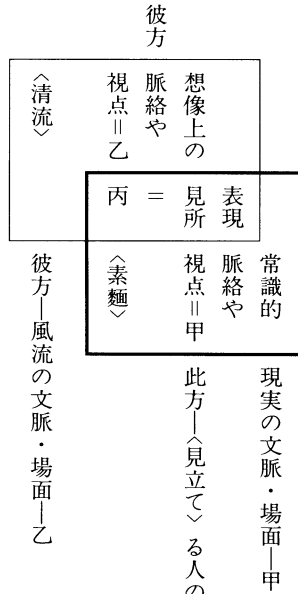 現実の文脈・場面―甲
常識的
脈絡や
視点＝甲
〈素麵〉
此方―〈見立て〉る人の
表現
見所
＝
丙
彼方
想像上の
脈絡や
視点＝乙
〈清流〉
彼方―風流の文脈・場面―乙